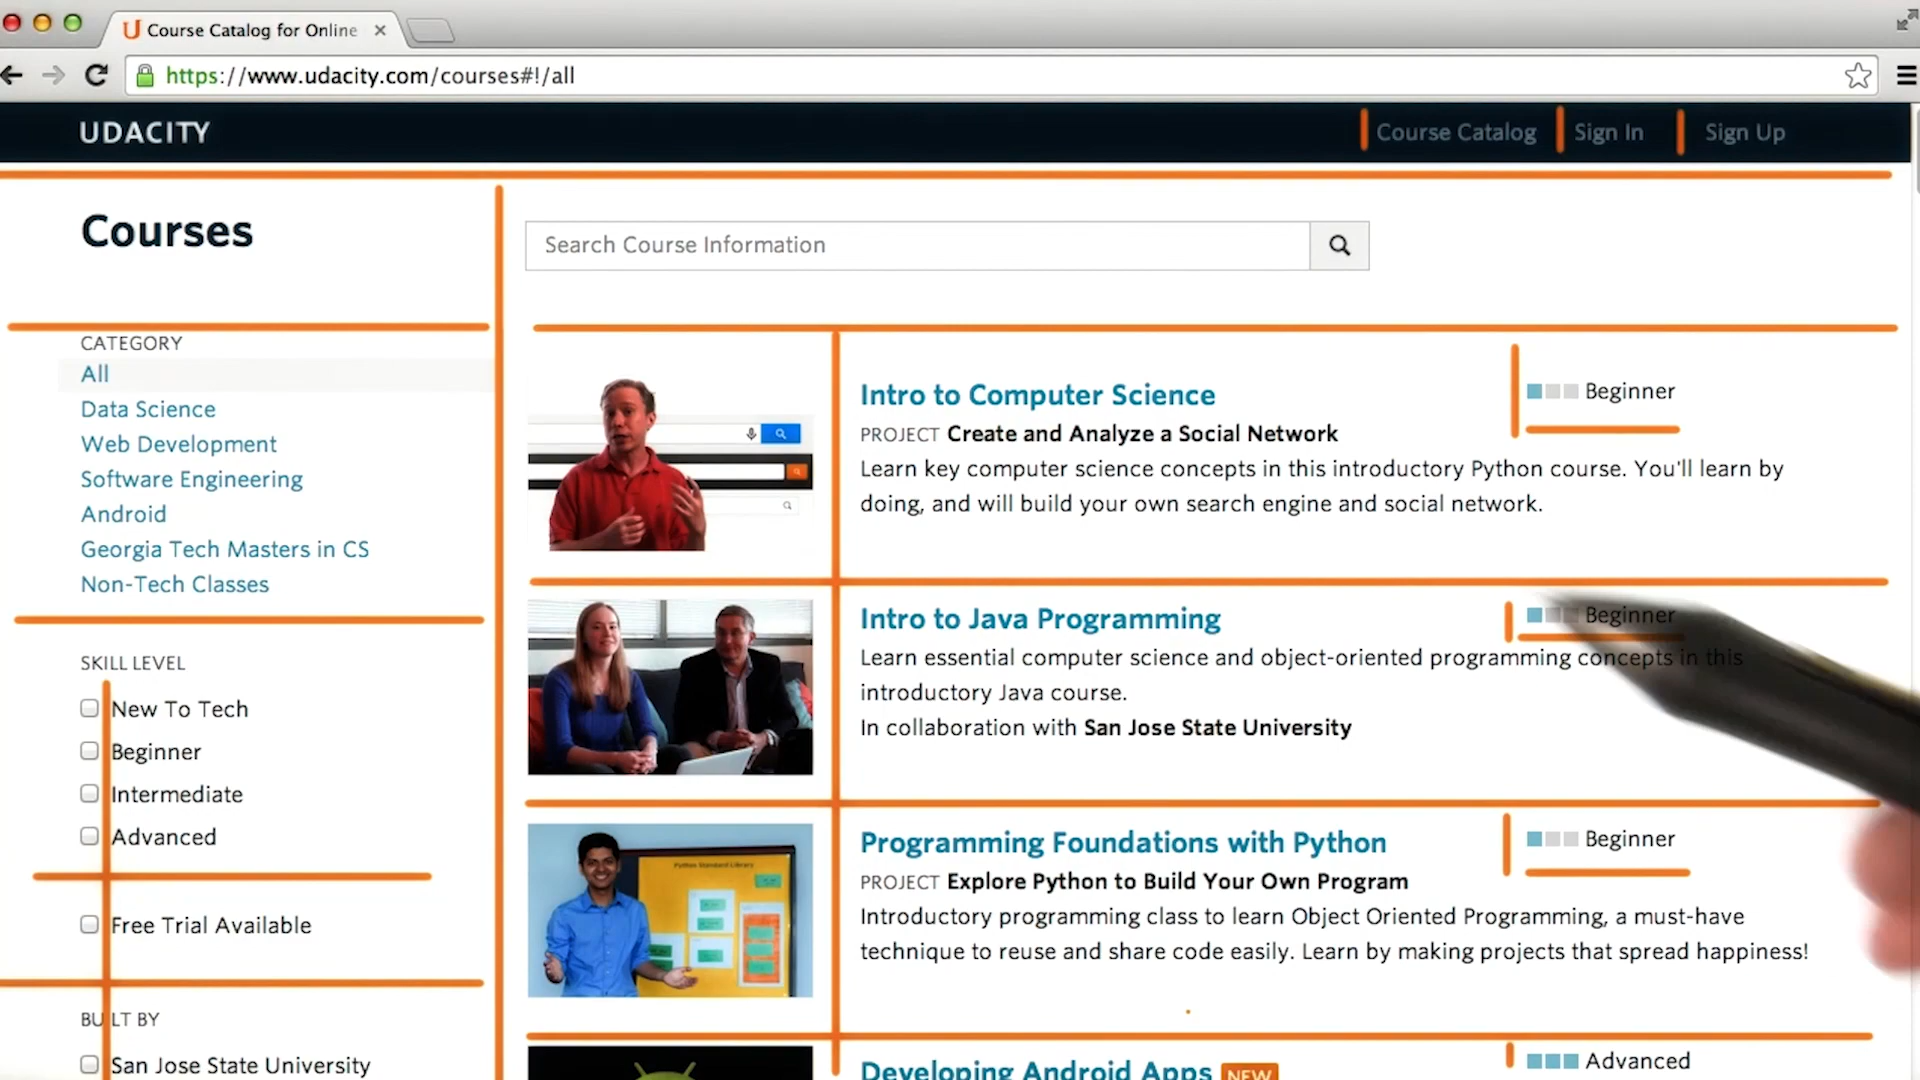 Course Catalog for Online
https://www.udacity.com/courses#!/all
UDACITY
Course Catalog
Sign In
Sign Up
Courses
Search Course Information
CATEGORY
All
Data Science
Web Development
Software Engineering
Android
Georgia Tech Masters in CS
Non-Tech Classes
SKILL LEVEL
New To Tech
Beginner
Intermediate
Advanced
Free Trial Available
BUILT BY
San Jose State University
Intro to Computer Science
Beginner
PROJECT Create and Analyze a Social Network
Learn key computer science concepts in this introductory Python course. You'll learn by
doing, and will build your own search engine and social network.
Intro to Java Programming
Beginner
Learn essential computer science and object-oriented programming concepts in this
introductory Java course.
In collaboration with San Jose State University
Python Standard Library
Programming Foundations with Python
Beginner
PROJECT Explore Python to Build Your Own Program
Introductory programming class to learn Object Oriented Programming, a must-have
technique to reuse and share code easily. Learn by making projects that spread happiness!
Developing Android Apps NEW
Advanced